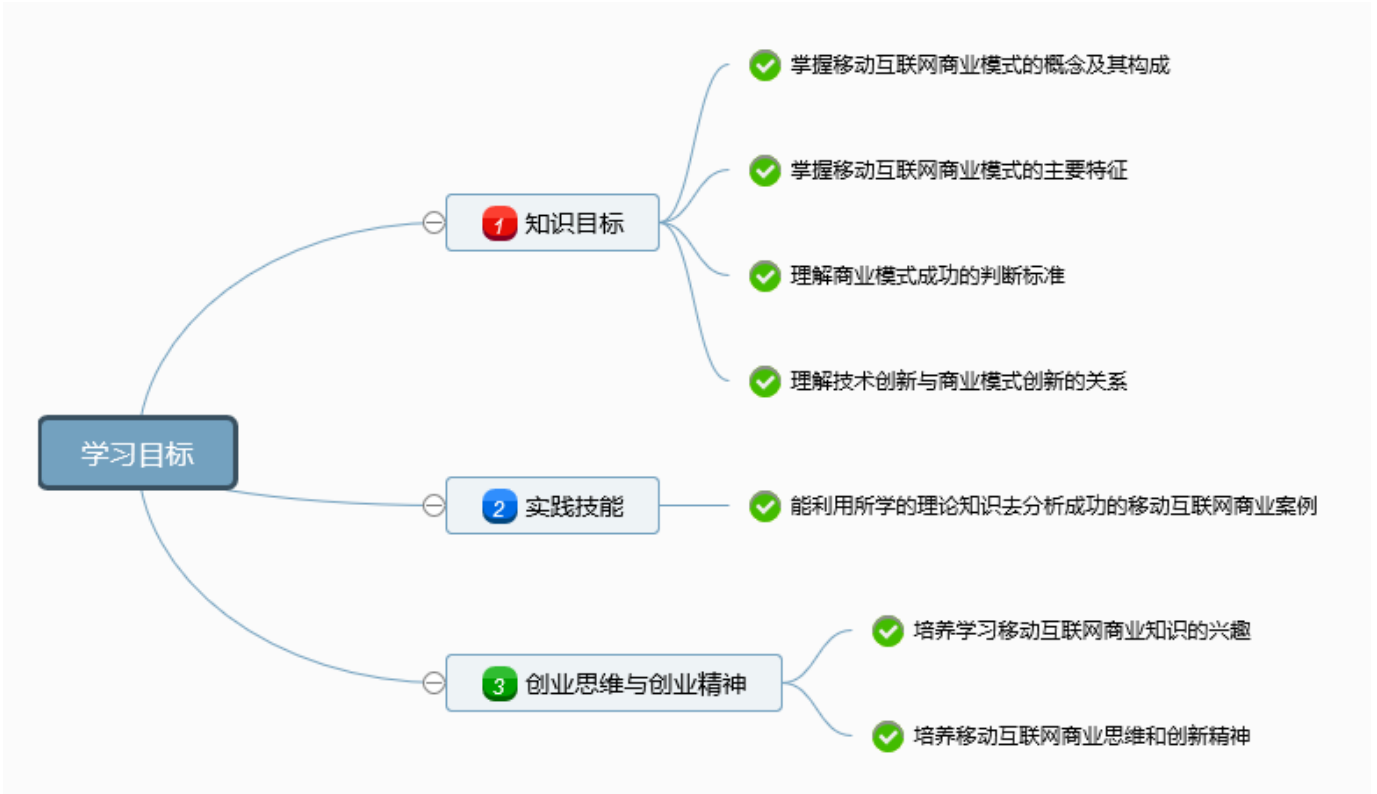 学习目标
1 知识目标
掌握移动互联网商业模式的概念及其构成
掌握移动互联网商业模式的主要特征
理解商业模式成功的判断标准
理解技术创新与商业模式创新的关系
2 实践技能
能利用所学的理论知识去分析成功的移动互联网商业案例
3 创业思维与创业精神
培养学习移动互联网商业知识的兴趣
培养移动互联网商业思维和创新精神